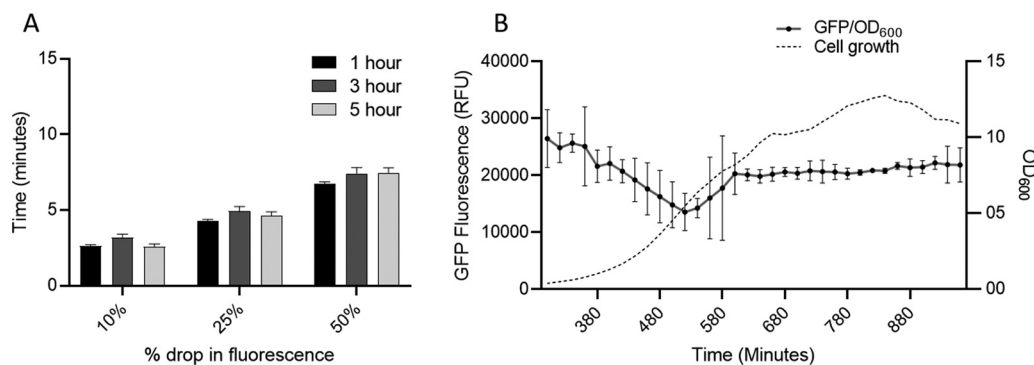 A
15
10
5
0
Time (minutes)
1 hour
3 hour
5 hour
10%
25%
50%
% drop in fluorescence
B
GFP/OD₆₀₀
Cell growth
40000
30000
20000
10000
0
GFP Fluorescence (RFU)
15
10
05
00
OD₆₀₀
380
480
580
680
780
880
Time (Minutes)